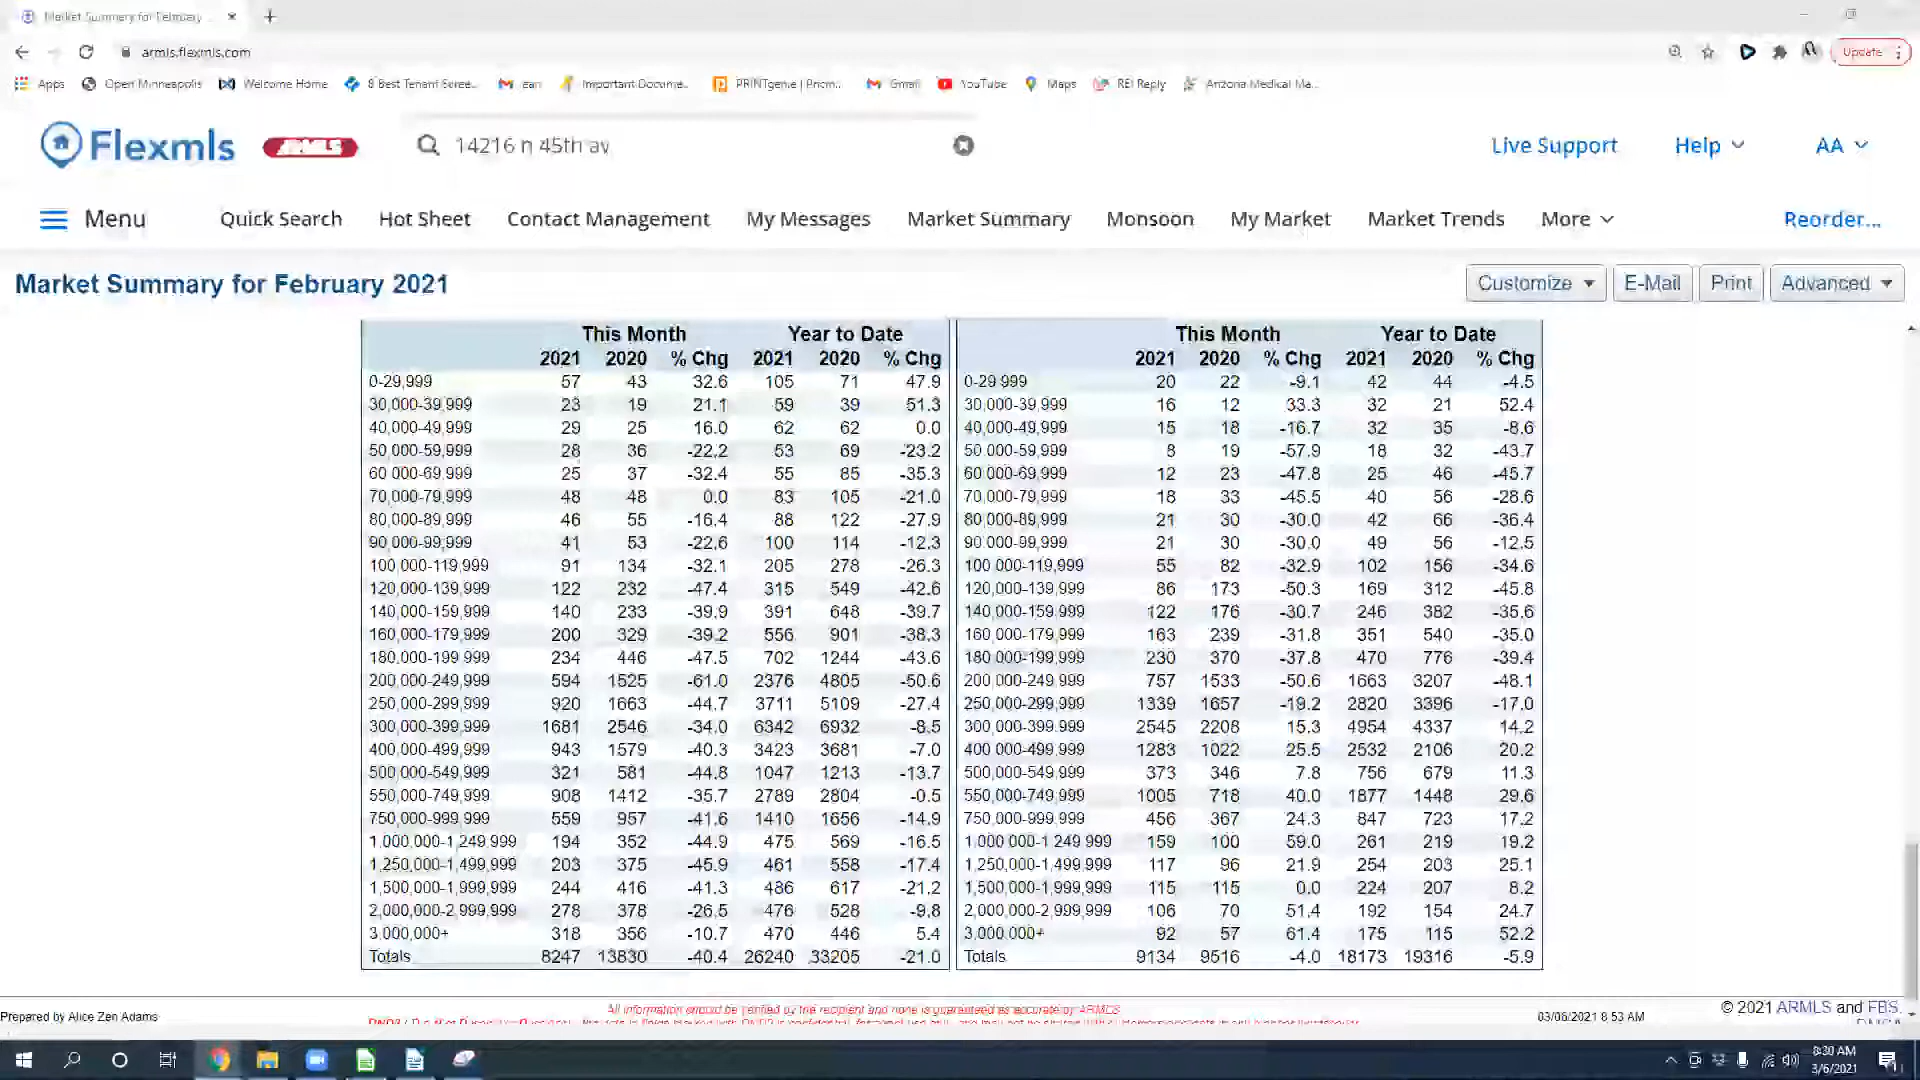 Market Summary for February
armls.flexmls.com
Update
Apps Open Minneapolis Welcome Home 8 Best Tenant Scree... ean Important Docume... PRINTgenie | Prom... Gmail YouTube Maps REI Reply Arizona Medical Ma...
Flexmls ARMLS 14216 n 45th av Live Support Help AA
Menu Quick Search Hot Sheet Contact Management My Messages Market Summary Monsoon My Market Market Trends More Reorder...
Market Summary for February 2021 Customize E-Mail Print Advanced
This Month Year to Date This Month Year to Date
2021 2020 % Chg 2021 2020 % Chg 2021 2020 % Chg 2021 2020 % Chg
0-29,999 57 43 32.6 105 71 47.9 0-29,999 20 22 -9.1 42 44 -4.5
30,000-39,999 23 19 21.1 59 39 51.3 30,000-39,999 16 12 33.3 32 21 52.4
40,000-49,999 29 25 16.0 62 62 0.0 40,000-49,999 15 18 -16.7 32 35 -8.6
50,000-59,999 28 36 -22.2 53 69 -23.2 50,000-59,999 8 19 -57.9 18 32 -43.7
60,000-69,999 25 37 -32.4 55 85 -35.3 60,000-69,999 12 23 -47.8 25 46 -45.7
70,000-79,999 48 48 0.0 83 105 -21.0 70,000-79,999 18 33 -45.5 40 56 -28.6
80,000-89,999 46 55 -16.4 88 122 -27.9 80,000-89,999 21 30 -30.0 42 66 -36.4
90,000-99,999 41 53 -22.6 100 114 -12.3 90,000-99,999 21 30 -30.0 49 56 -12.5
100,000-119,999 91 134 -32.1 205 278 -26.3 100,000-119,999 55 82 -32.9 102 156 -34.6
120,000-139,999 122 232 -47.4 315 549 -42.6 120,000-139,999 86 173 -50.3 169 312 -45.8
140,000-159,999 140 233 -39.9 391 648 -39.7 140,000-159,999 122 176 -30.7 246 382 -35.6
160,000-179,999 200 329 -39.2 556 901 -38.3 160,000-179,999 163 239 -31.8 351 540 -35.0
180,000-199,999 234 446 -47.5 702 1244 -43.6 180,000-199,999 230 370 -37.8 470 776 -39.4
200,000-249,999 594 1525 -61.0 2376 4805 -50.6 200,000-249,999 757 1533 -50.6 1663 3207 -48.1
250,000-299,999 920 1663 -44.7 3711 5109 -27.4 250,000-299,999 1339 1657 -19.2 2820 3396 -17.0
300,000-399,999 1681 2546 -34.0 6342 6932 -8.5 300,000-399,999 2545 2208 15.3 4954 4337 14.2
400,000-499,999 943 1579 -40.3 3423 3681 -7.0 400,000-499,999 1283 1022 25.5 2532 2106 20.2
500,000-549,999 321 581 -44.8 1047 1213 -13.7 500,000-549,999 373 346 7.8 756 679 11.3
550,000-749,999 908 1412 -35.7 2789 2804 -0.5 550,000-749,999 1005 718 40.0 1877 1448 29.6
750,000-999,999 559 957 -41.6 1410 1656 -14.9 750,000-999,999 456 367 24.3 847 723 17.2
1,000,000-1,249,999 194 352 -44.9 475 569 -16.5 1,000,000-1,249,999 159 100 59.0 261 219 19.2
1,250,000-1,499,999 203 375 -45.9 461 558 -17.4 1,250,000-1,499,999 117 96 21.9 254 203 25.1
1,500,000-1,999,999 244 416 -41.3 486 617 -21.2 1,500,000-1,999,999 115 115 0.0 224 207 8.2
2,000,000-2,999,999 278 378 -26.5 476 528 -9.8 2,000,000-2,999,999 106 70 51.4 192 154 24.7
3,000,000+ 318 356 -10.7 470 446 5.4 3,000,000+ 92 57 61.4 175 115 52.2
Totals 8247 13830 -40.4 26240 33205 -21.0 Totals 9134 9516 -4.0 18173 19316 -5.9
All information should be verified by the recipient and none is guaranteed as accurate by ARMLS
© 2021 ARMLS and FBS.
Prepared by Alice Zen Adams 03/06/2021 8:53 AM
8:30 AM
3/6/2021